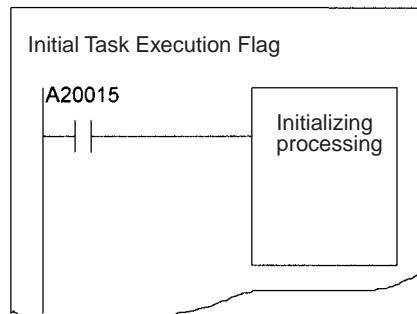 Initial Task Execution Flag
A20015
Initializing
processing